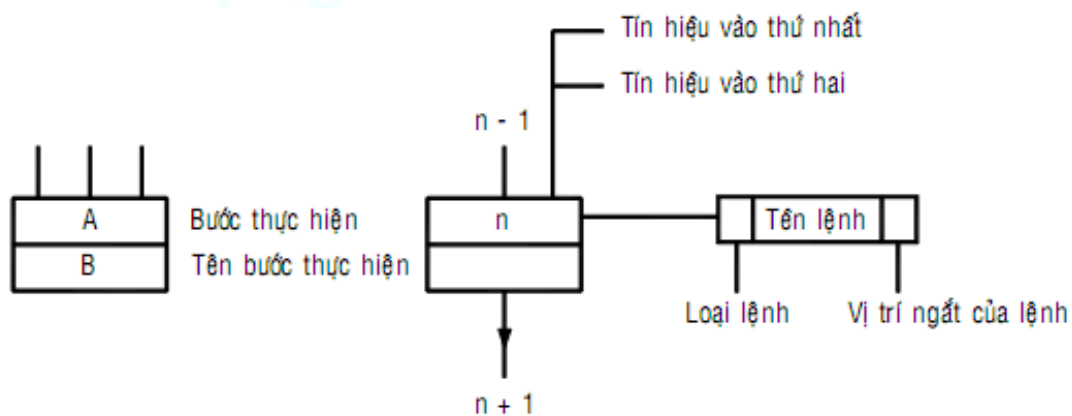 Tín hiệu vào thứ nhất
Tín hiệu vào thứ hai
n - 1
A
Bước thực hiện
n
Tên lệnh
B
Tên bước thực hiện
Loại lệnh
Vị trí ngắt của lệnh
n + 1